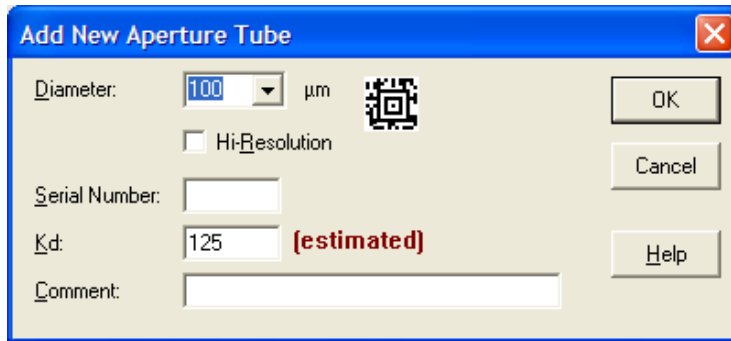 Add New Aperture Tube
Diameter: 100 µm
OK
Hi-Resolution
Cancel
Serial Number:
Kd: 125 (estimated)
Help
Comment: